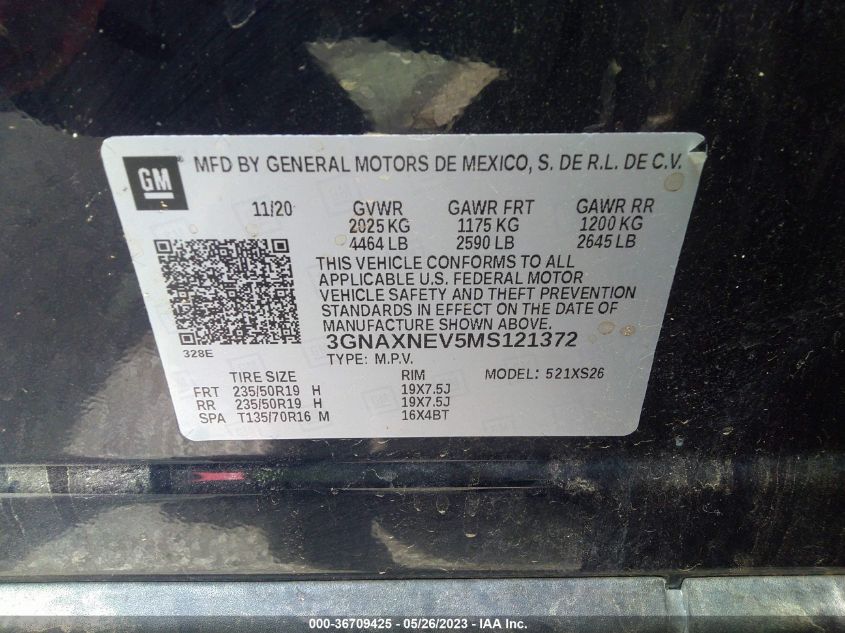 GM ® MFD BY GENERAL MOTORS DE MEXICO, S. DE R.L. DE C.V.
11/20 GVWR GAWR FRT GAWR RR
2025 KG 1175 KG 1200 KG
4464 LB 2590 LB 2645 LB
THIS VEHICLE CONFORMS TO ALL
APPLICABLE U.S. FEDERAL MOTOR
VEHICLE SAFETY AND THEFT PREVENTION
STANDARDS IN EFFECT ON THE DATE OF
MANUFACTURE SHOWN ABOVE.
328E
3GNAXNEV5MS121372
TYPE: M.P.V.
TIRE SIZE RIM MODEL: 521XS26
FRT 235/50R19 H 19X7.5J
RR 235/50R19 H 19X7.5J
SPA T135/70R16 M 16X4BT
000-36709425 - 05/26/2023 - © IAA Inc.